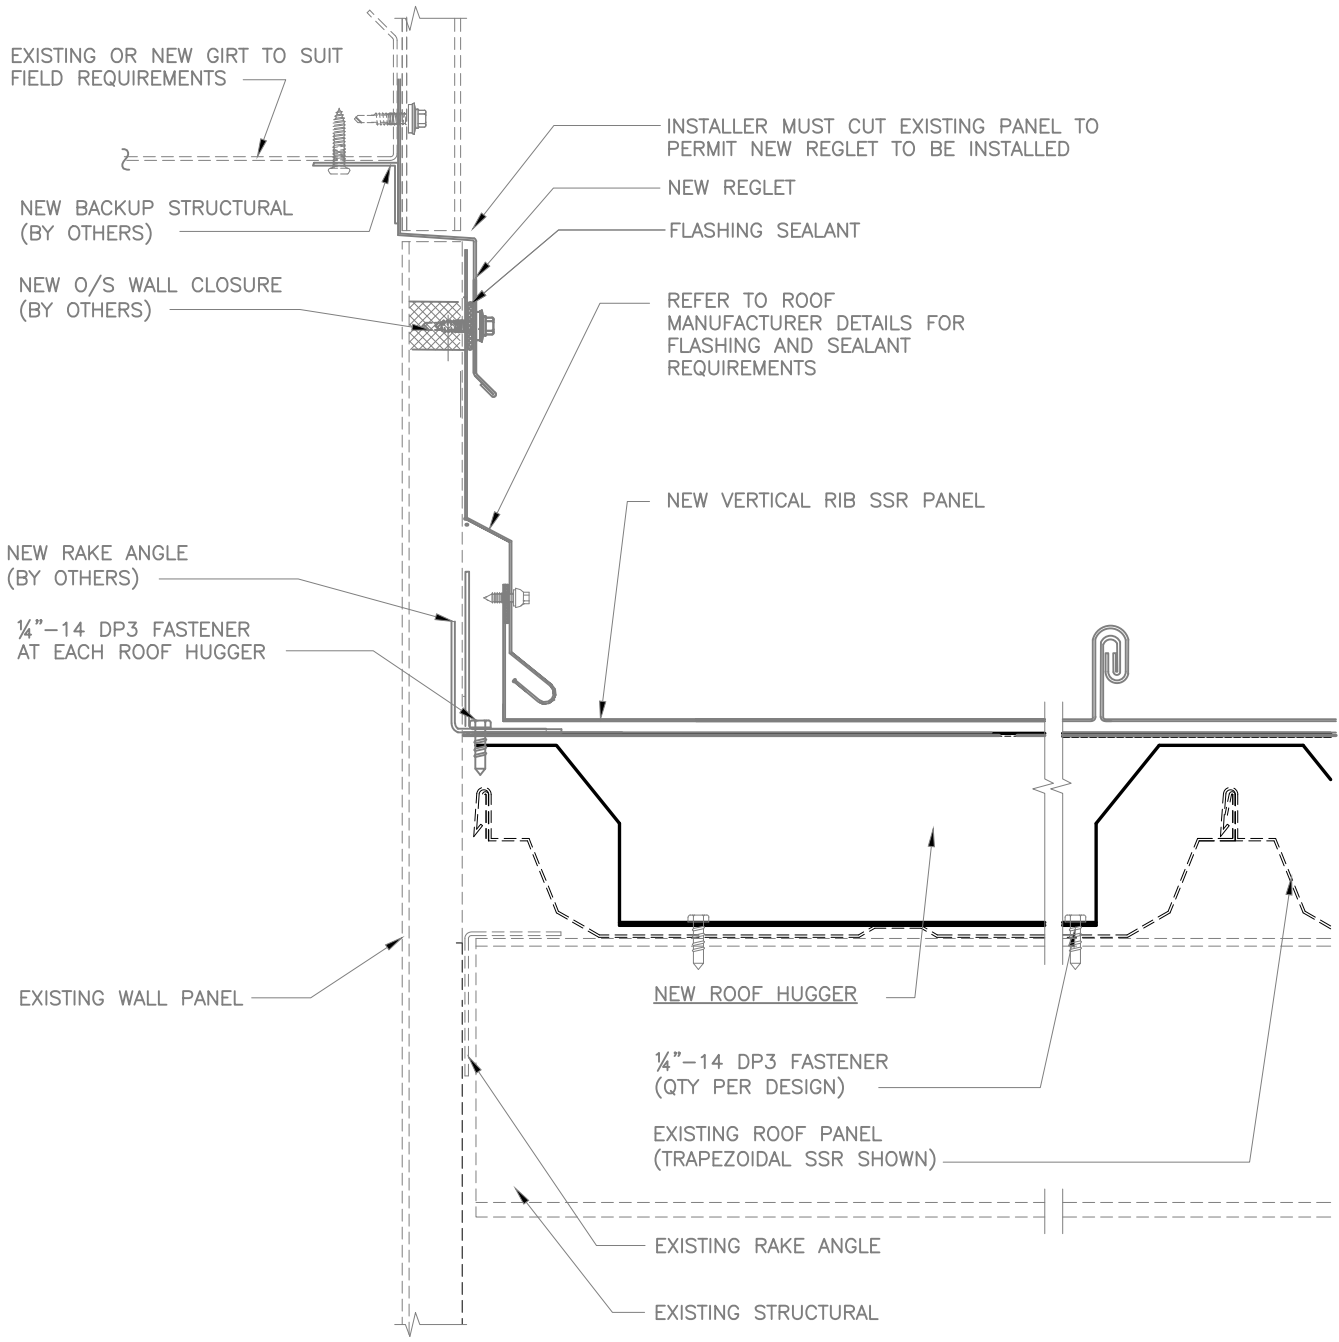 EXISTING OR NEW GIRT TO SUIT
FIELD REQUIREMENTS
INSTALLER MUST CUT EXISTING PANEL TO
PERMIT NEW REGLET TO BE INSTALLED
NEW REGLET
NEW BACKUP STRUCTURAL
(BY OTHERS)
FLASHING SEALANT
NEW O/S WALL CLOSURE
(BY OTHERS)
REFER TO ROOF
MANUFACTURER DETAILS FOR
FLASHING AND SEALANT
REQUIREMENTS
NEW VERTICAL RIB SSR PANEL
NEW RAKE ANGLE
(BY OTHERS)
¼”–14 DP3 FASTENER
AT EACH ROOF HUGGER
EXISTING WALL PANEL
NEW ROOF HUGGER
¼”–14 DP3 FASTENER
(QTY PER DESIGN)
EXISTING ROOF PANEL
(TRAPEZOIDAL SSR SHOWN)
EXISTING RAKE ANGLE
EXISTING STRUCTURAL